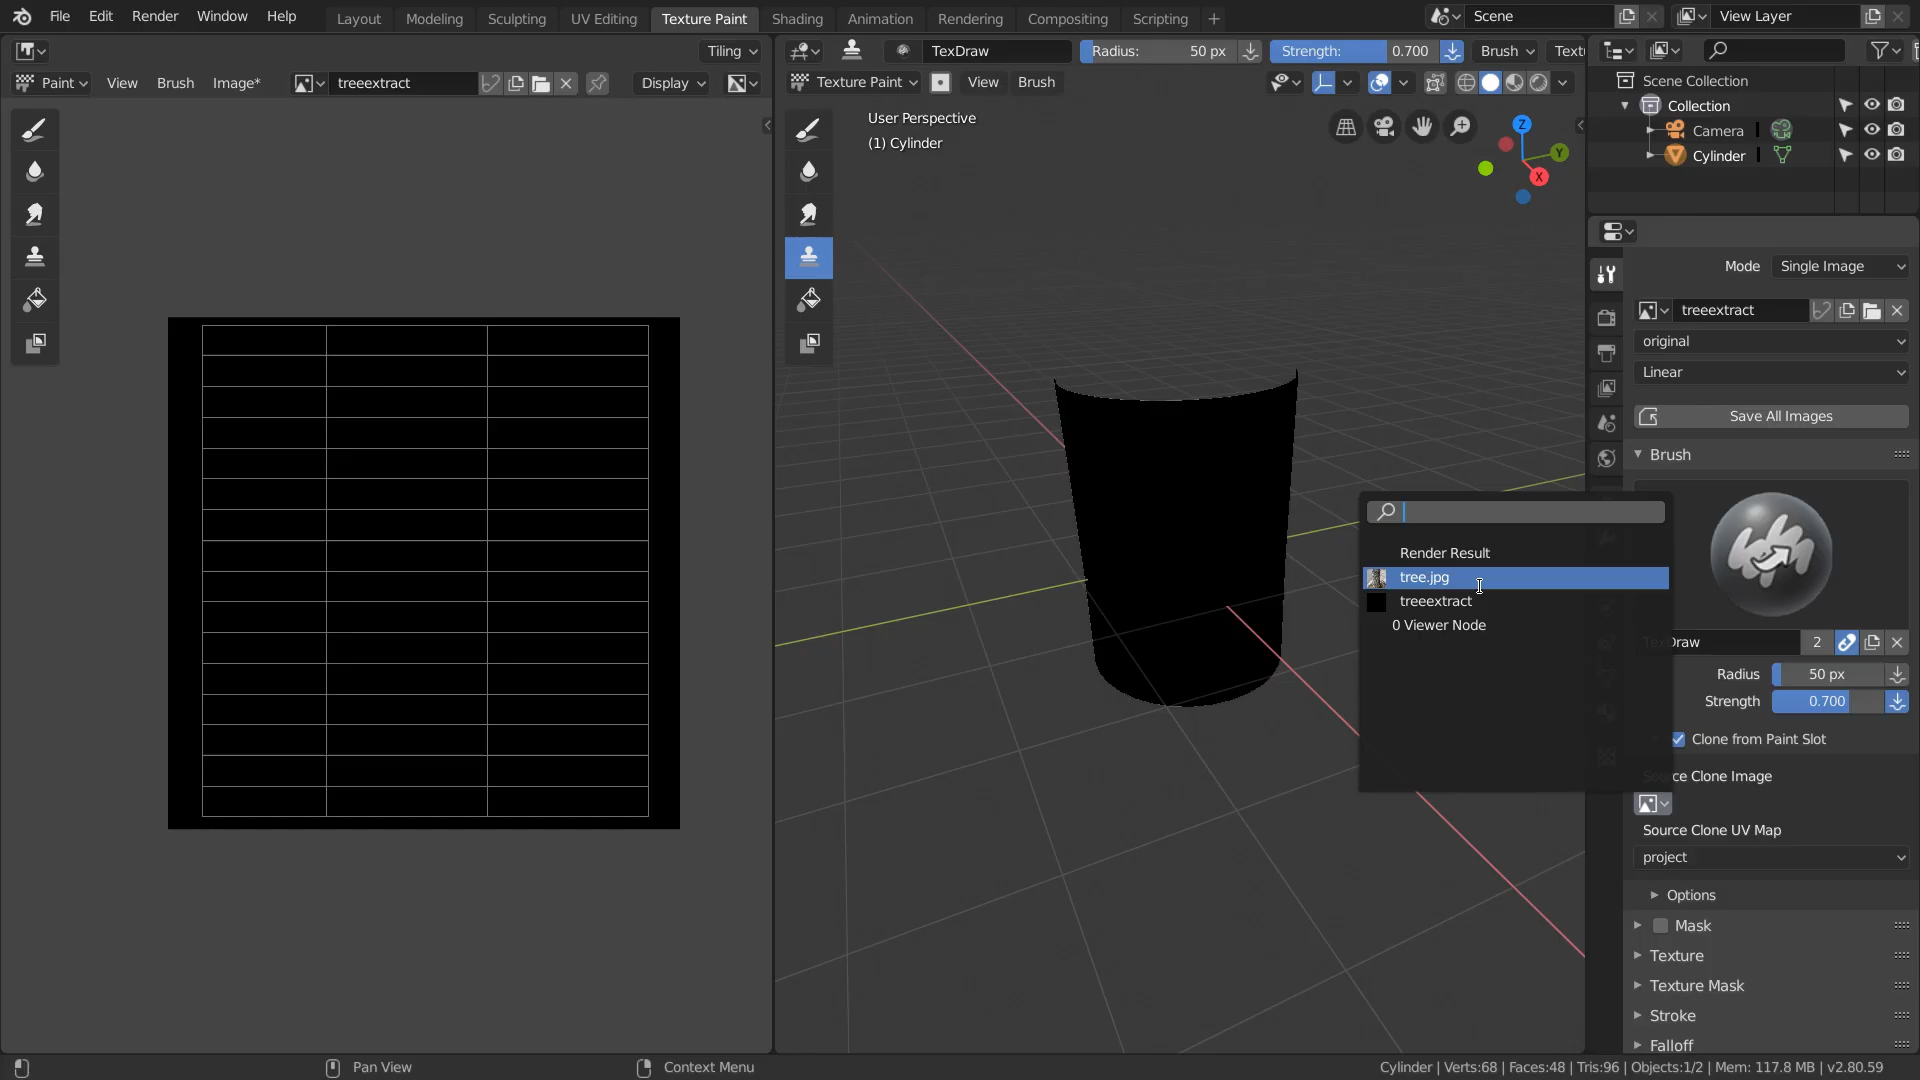 File Edit Render Window Help Layout Modeling Sculpting UV Editing Texture Paint Shading Animation Rendering Compositing Scripting + Scene View Layer
Tiling TexDraw Radius: 50 px Strength: 0.700 Brush
Paint View Brush Image* treeextract Display Texture Paint View Brush
Scene Collection
Collection
Camera
Cylinder
User Perspective
(1) Cylinder
Z
Y
X
Mode Single Image
treeextract
original
Linear
Save All Images
Brush
Render Result
tree.jpg
treeextract
0 Viewer Node
Draw 2
Radius 50 px
Strength 0.700
Clone from Paint Slot
ce Clone Image
Source Clone UV Map
project
Options
Mask
Texture
Texture Mask
Stroke
Falloff
Pan View Context Menu Cylinder | Verts:68 | Faces:48 | Tris:96 | Objects:1/2 | Mem: 117.8 MB | v2.80.59